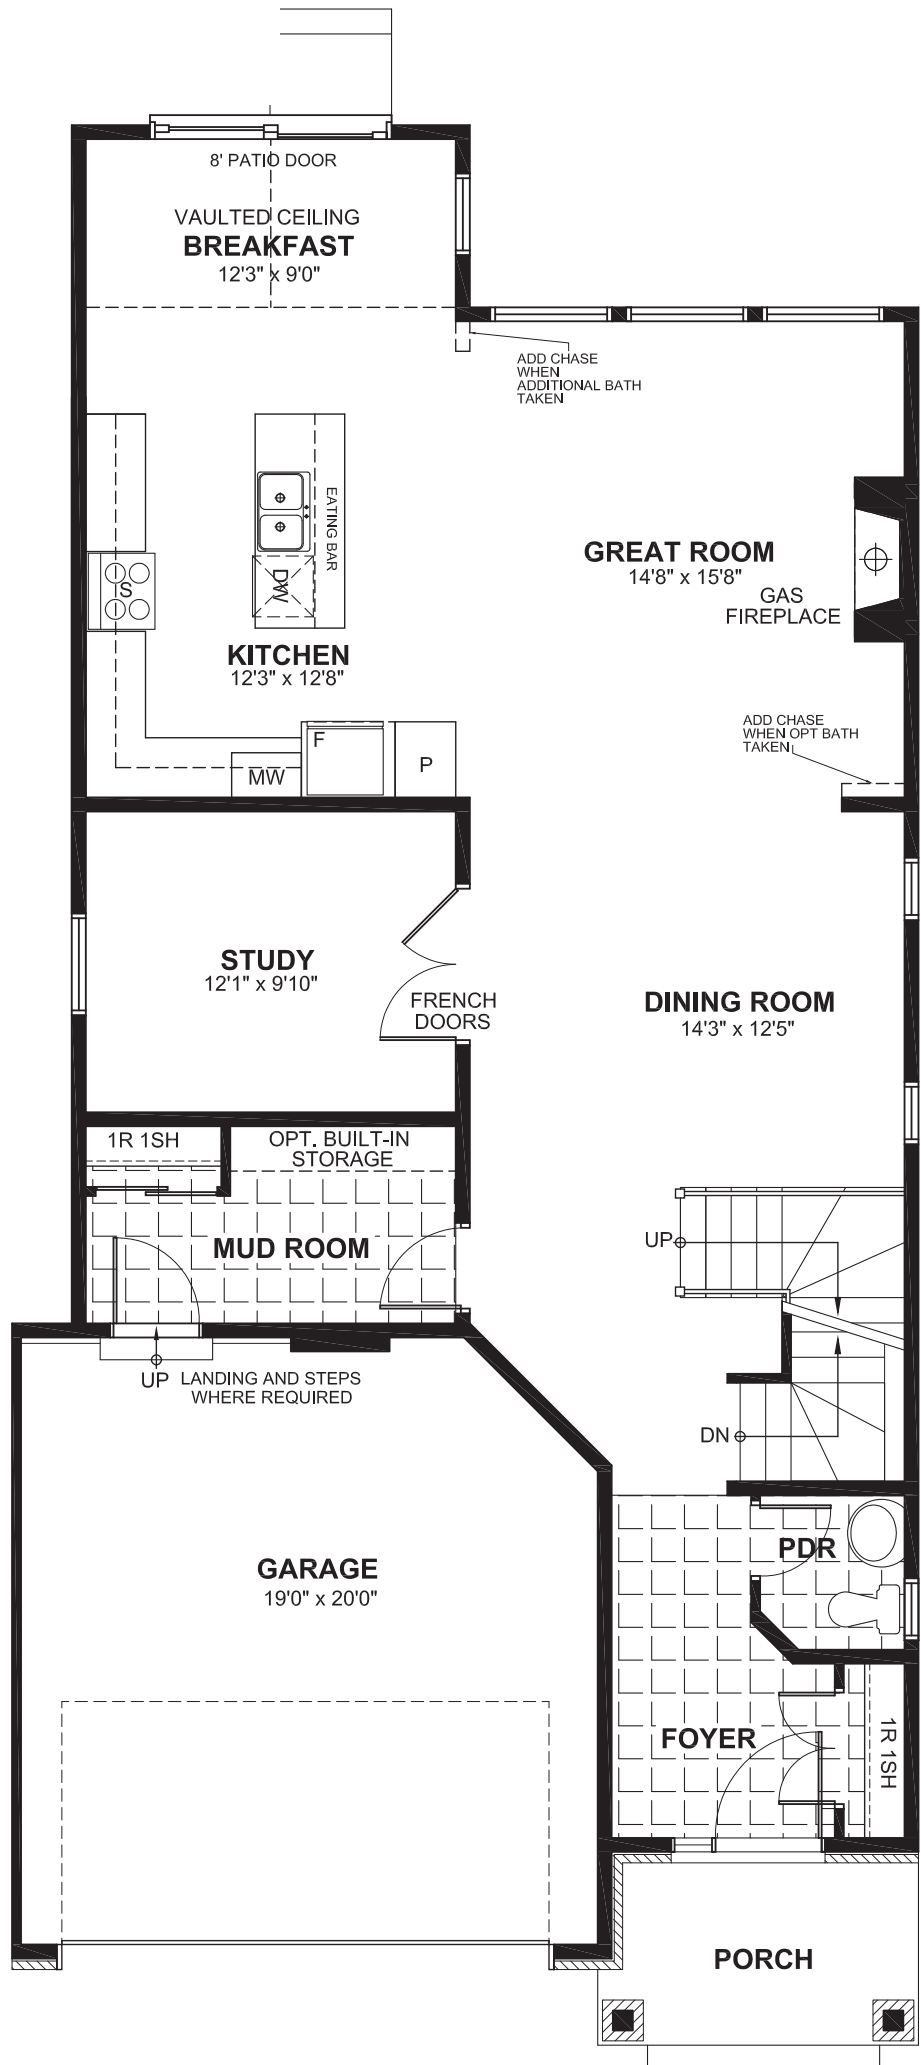 8' PATIO DOOR
VAULTED CEILING
BREAKFAST
12'3" x 9'0"
ADD CHASE
WHEN
ADDITIONAL BATH
TAKEN
EATING BAR
DW
S
GREAT ROOM
14'8" x 15'8"
GAS
FIREPLACE
KITCHEN
12'3" x 12'8"
F
MW
P
ADD CHASE
WHEN OPT BATH
TAKEN
STUDY
12'1" x 9'10"
FRENCH
DOORS
DINING ROOM
14'3" x 12'5"
1R 1SH
OPT. BUILT-IN
STORAGE
MUD ROOM
UP
UP
LANDING AND STEPS
WHERE REQUIRED
DN
PDR
GARAGE
19'0" x 20'0"
FOYER
1R 1SH
PORCH